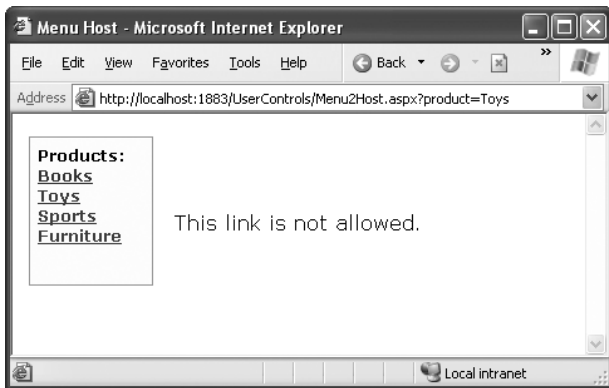 Menu Host - Microsoft Internet Explorer
File Edit View Favorites Tools Help Back »
Address http://localhost:1883/UserControls/Menu2Host.aspx?product=Toys
Products:
Books
Toys
Sports
Furniture
This link is not allowed.
Local intranet